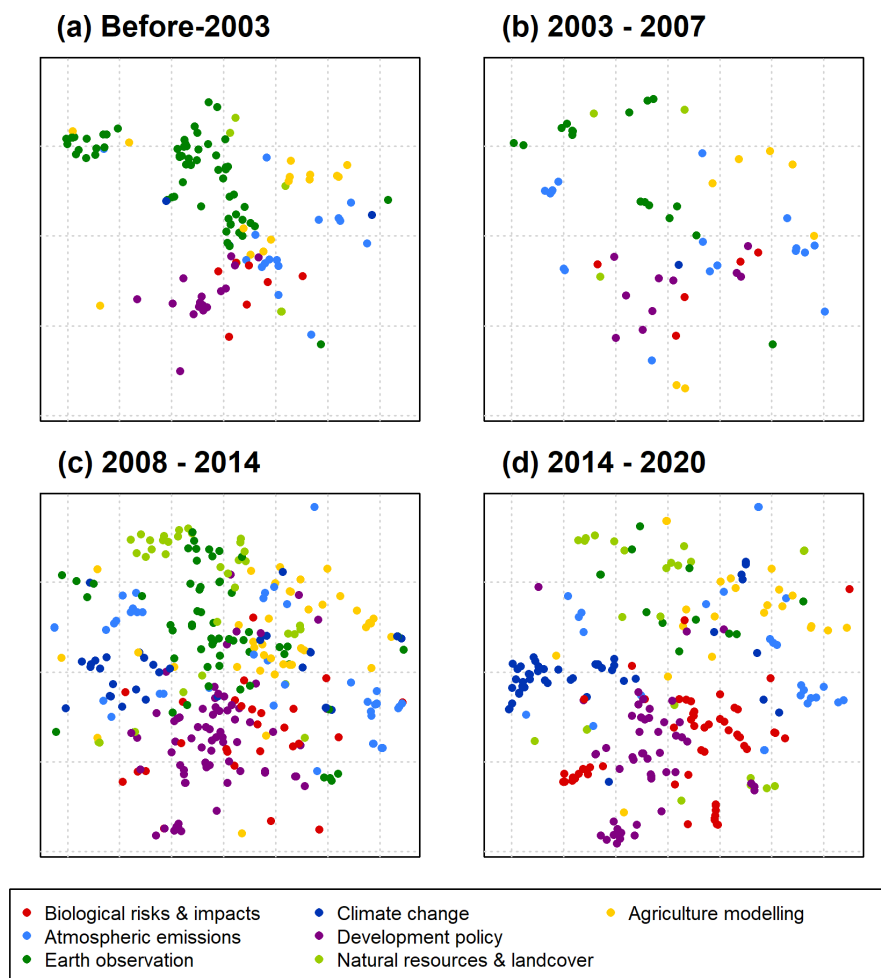 (a) Before-2003
(b) 2003 - 2007
(c) 2008 - 2014
(d) 2014 - 2020
Biological risks & impacts
Climate change
Agriculture modelling
Atmospheric emissions
Development policy
Earth observation
Natural resources & landcover